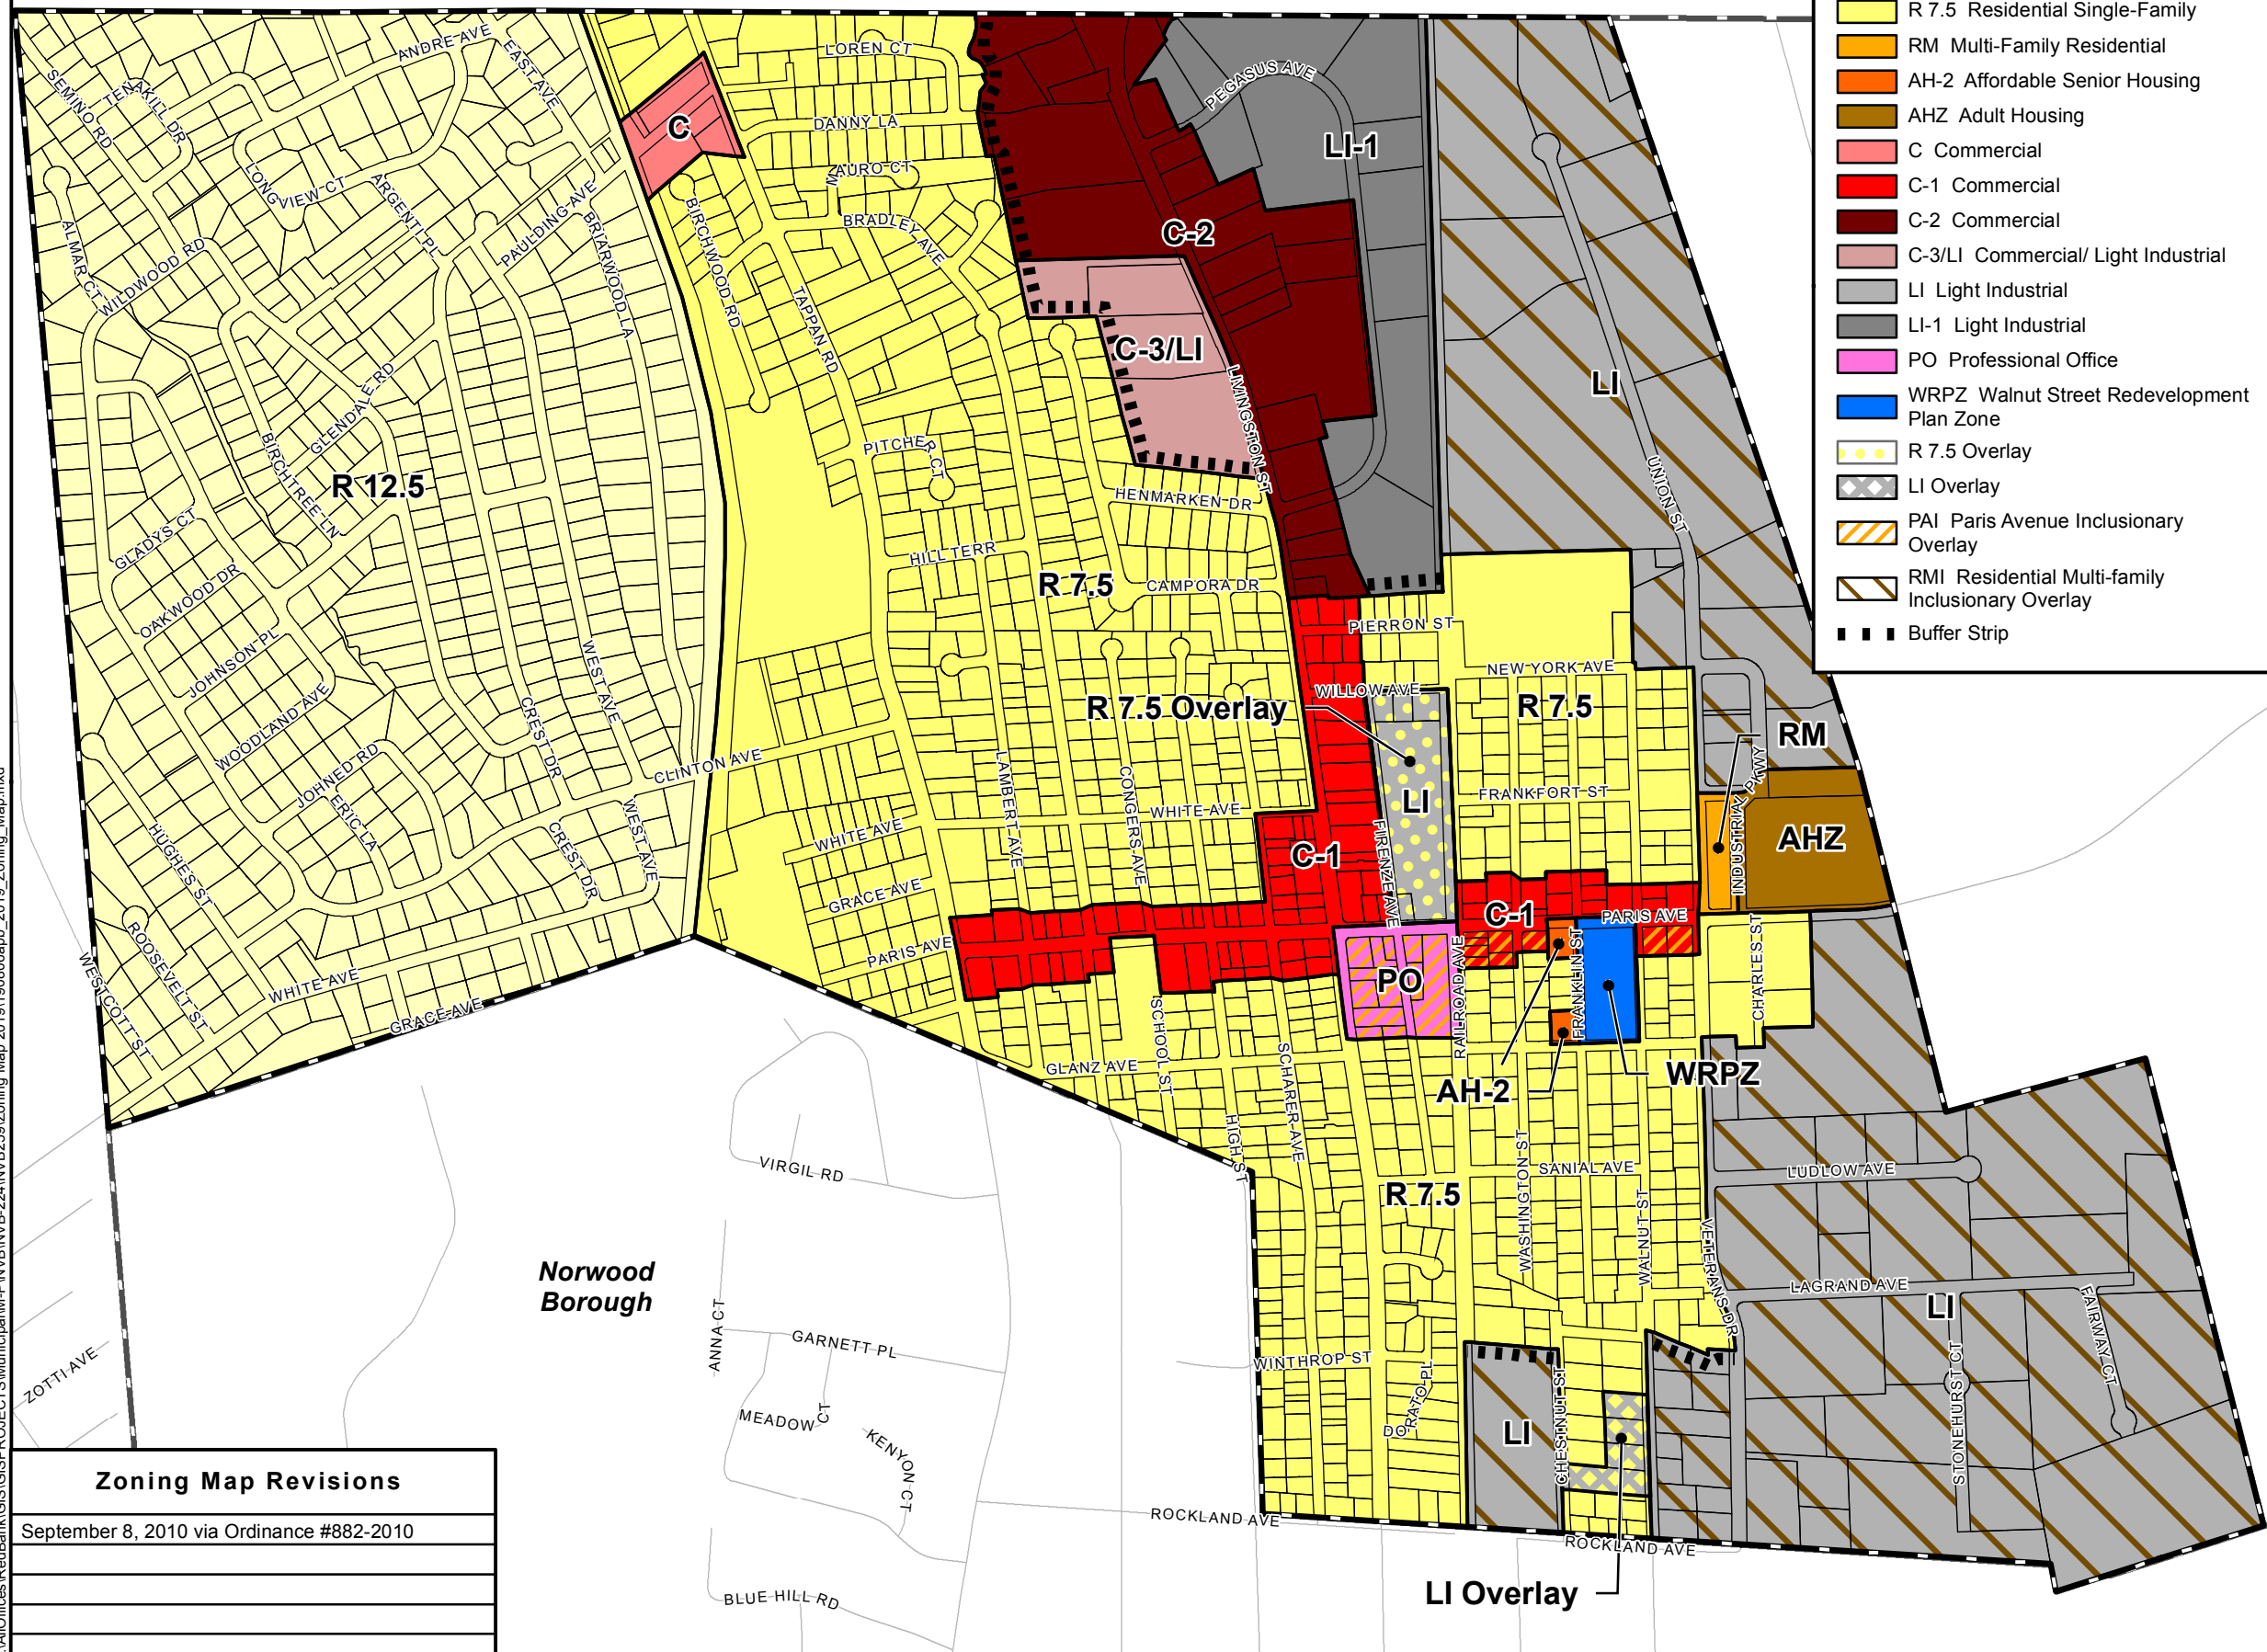 R 7.5 Residential Single-Family
RM Multi-Family Residential
AH-2 Affordable Senior Housing
AHZ Adult Housing
C Commercial
C-1 Commercial
C-2 Commercial
C-3/LI Commercial/ Light Industrial
LI Light Industrial
LI-1 Light Industrial
PO Professional Office
WRPZ Walnut Street Redevelopment
Plan Zone
R 7.5 Overlay
LI Overlay
PAI Paris Avenue Inclusionary
Overlay
RMI Residential Multi-family
Inclusionary Overlay
Buffer Strip
ANDRE AVE
EAST AVE
SEMINO RD
TENAKILL DR
LONGVIEW CT
ARGENTI PL
PAULDING AVE
BRIARWOOD LA
ALMAR CT
WILDWOOD RD
GLENDALE RD
BIRCHTREE LN
R 12.5
GLADYS CT
OAKWOOD DR
JOHNSON PL
WOODLAND AVE
JOHNED RD
ERIC LA
CREST DR
WEST AVE
CLINTON AVE
CREST DR
WEST AVE
HUGHES ST
ROOSEVELT ST
WESTCOTT ST
WHITE AVE
GRACE AVE
LOREN CT
C
DANNY LA
MAURO CT
BRADLEY AVE
BIRCHWOOD RD
TAPPAN RD
PITCHER CT
HENMARKEN DR
HILL TERR
R 7.5
CAMPORA DR
LIVINGSTON ST
C-2
C-3/LI
PEGASUS AVE
LI-1
LI
UNION ST
PIERRON ST
NEW YORK AVE
WILLOW AVE
R 7.5 Overlay
R 7.5
RM
LAMBERT AVE
CONGERS AVE
WHITE AVE
WHITE AVE
GRACE AVE
PARIS AVE
FRANKFORT ST
LI
FIRENZE AVE
C-1
INDUSTRIAL PKWY
AHZ
C-1
PARIS AVE
PO
RAILROAD AVE
FRANKLIN ST
CHARLES ST
AH-2
WRPZ
SCHOOL ST
GLANZ AVE
SCHARER AVE
HIGH ST
R 7.5
WASHINGTON ST
SANIAL AVE
WALNUT ST
VETERANS DR
LUDLOW AVE
LAGRAND AVE
LI
FAIRWAY CT
STONEHURST CT
WINTHROP ST
DORATO PL
LI
CHESTNUT ST
ROCKLAND AVE
ROCKLAND AVE
LI Overlay
VIRGIL RD
Norwood
Borough
ANNA CT
GARNETT PL
MEADOW CT
KENYON CT
BLUE HILL RD
ZOTTI AVE
Zoning Map Revisions
September 8, 2010 via Ordinance #882-2010